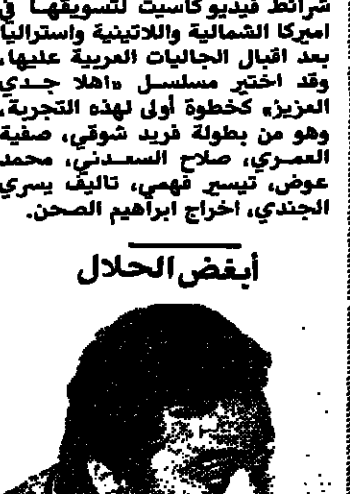 شرائط فيديو كاسيت لتسويقها في
اميركا الشمالية واللاتينية واستراليا
بعد اقبال الجاليات العربية عليها،
وقد اختير مسلسل «اهلا جدي
العزيز» كخطوة أولى لهذه التجربة،
وهو من بطولة فريد شوقي، صفية
العمري، صلاح السعدني، محمد
عوض، تيسير فهمي، تاليف يسري
الجندي، اخراج ابراهيم الصحن.
أبغض الحلال